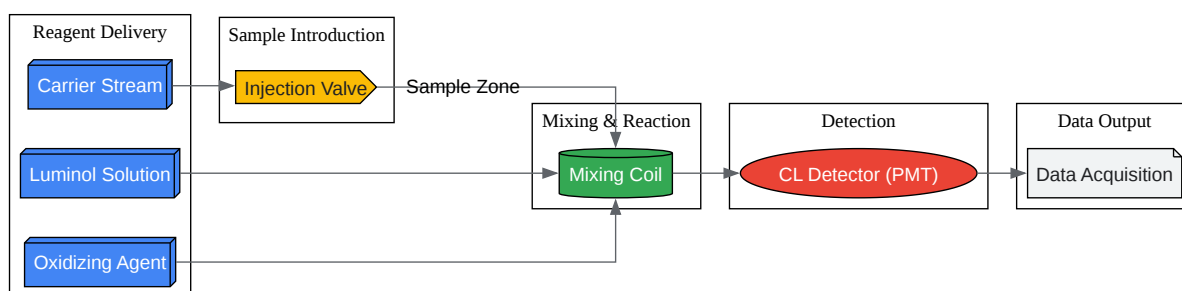 Reagent Delivery
Carrier Stream
Luminol Solution
Oxidizing Agent
Sample Introduction
Injection Valve
Sample Zone
Mixing & Reaction
Mixing Coil
Detection
CL Detector (PMT)
Data Output
Data Acquisition